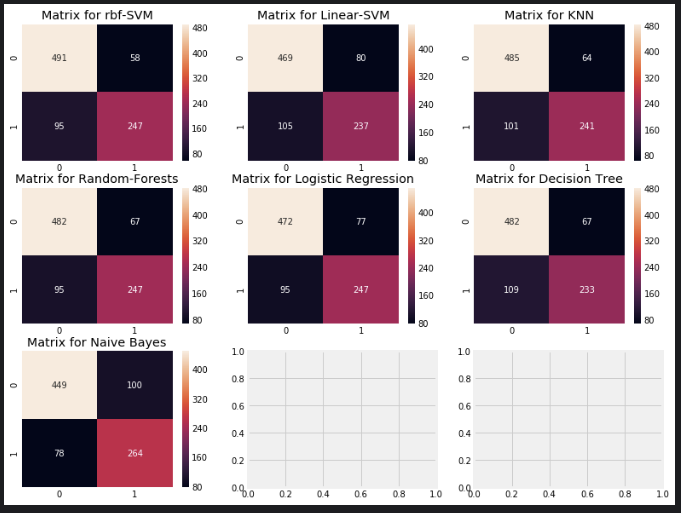 Matrix for rbf-SVM
0 491 58
1 95 247
0 1
480
400
320
240
160
80
Matrix for Linear-SVM
0 469 80
1 105 237
0 1
400
320
240
160
80
Matrix for KNN
0 485 64
1 101 241
0 1
480
400
320
240
160
80
Matrix for Random-Forests
0 482 67
1 95 247
0 1
480
400
320
240
160
80
Matrix for Logistic Regression
0 472 77
1 95 247
0 1
400
320
240
160
80
Matrix for Decision Tree
0 482 67
1 109 233
0 1
480
400
320
240
160
80
Matrix for Naive Bayes
0 449 100
1 78 264
0 1
400
320
240
160
80
1.0
0.8
0.6
0.4
0.2
0.0
0.0 0.2 0.4 0.6 0.8 1.0
1.0
0.8
0.6
0.4
0.2
0.0
0.0 0.2 0.4 0.6 0.8 1.0